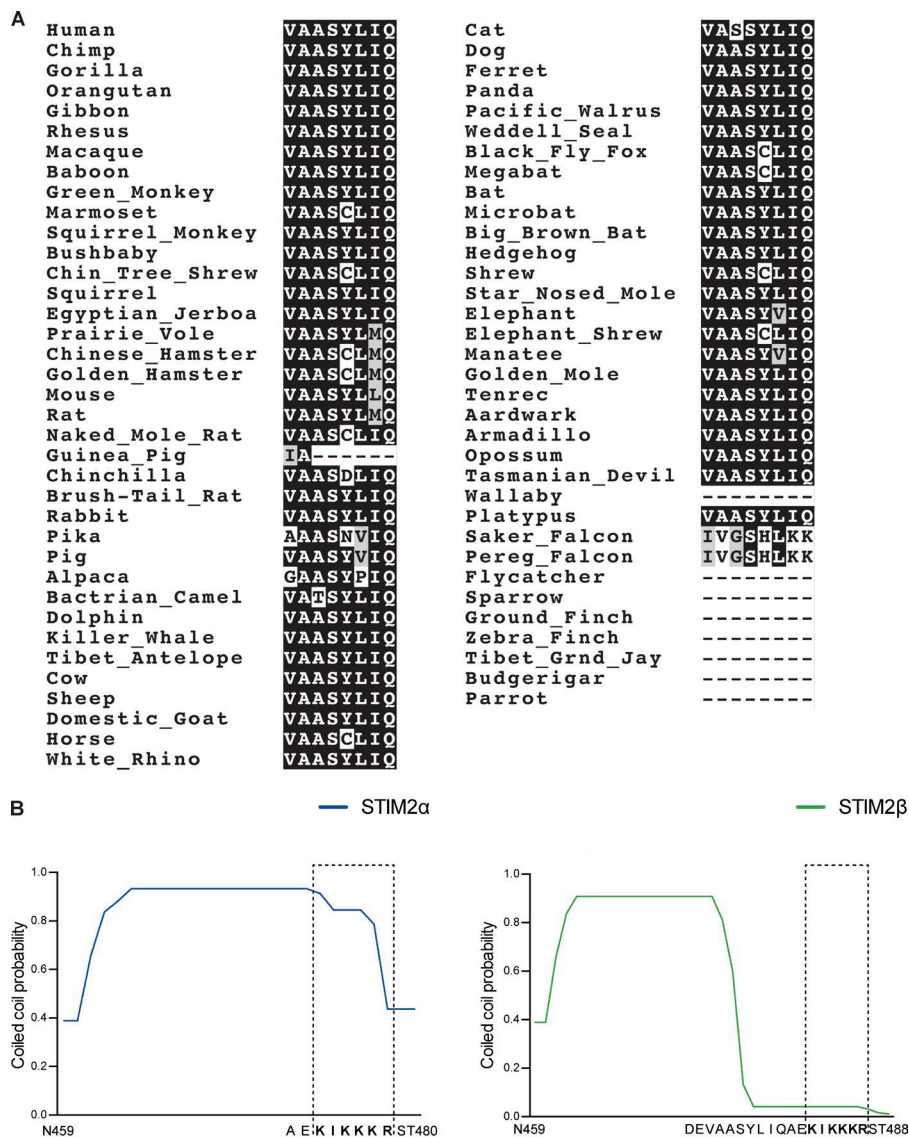 A
Human VAASYLIQ
Chimp VAASYLIQ
Gorilla VAASYLIQ
Orangutan VAASYLIQ
Gibbon VAASYLIQ
Rhesus VAASYLIQ
Macaque VAASYLIQ
Baboon VAASYLIQ
Green_Monkey VAASYLIQ
Marmoset VAASCLIQ
Squirrel_Monkey VAASYLIQ
Bushbaby VAASYLIQ
Chin_Tree_Shrew VAASCLIQ
Squirrel VAASYLIQ
Egyptian_Jerboa VAASYLIQ
Prairie_Vole VAASYLMQ
Chinese_Hamster VAASCLMQ
Golden_Hamster VAASCLMQ
Mouse VAASYLLQ
Rat VAASYLMQ
Naked_Mole_Rat VAASCLIQ
Guinea_Pig IA------
Chinchilla VAASDLIQ
Brush-Tail_Rat VAASYLIQ
Rabbit VAASYLIQ
Pika AAASNVIQ
Pig VAASYVIQ
Alpaca GAASYPIQ
Bactrian_Camel VATSYLIQ
Dolphin VAASYLIQ
Killer_Whale VAASYLIQ
Tibet_Antelope VAASYLIQ
Cow VAASYLIQ
Sheep VAASYLIQ
Domestic_Goat VAASYLIQ
Horse VAASCLIQ
White_Rhino VAASYLIQ
Cat VASSYLIQ
Dog VAASYLIQ
Ferret VAASYLIQ
Panda VAASYLIQ
Pacific_Walrus VAASYLIQ
Weddell_Seal VAASYLIQ
Black_Fly_Fox VAASCLIQ
Megabat VAASCLIQ
Bat VAASYLIQ
Microbat VAASYLIQ
Big_Brown_Bat VAASYLIQ
Hedgehog VAASYLIQ
Shrew VAASCLIQ
Star_Nosed_Mole VAASYLIQ
Elephant VAASYVIQ
Elephant_Shrew VAASCLIQ
Manatee VAASYVIQ
Golden_Mole VAASYLIQ
Tenrec VAASYLIQ
Aardwark VAASYLIQ
Armadillo VAASYLIQ
Opossum VAASYLIQ
Tasmanian_Devil VAASYLIQ
Wallaby --------
Platypus VAASYLIQ
Saker_Falcon IVGSHLKK
Pereg_Falcon IVGSHLKK
Flycatcher --------
Sparrow --------
Ground_Finch --------
Zebra_Finch --------
Tibet_Grnd_Jay --------
Budgerigar --------
Parrot --------
B
STIM2α
Coiled coil probability
1.0
0.8
0.6
0.4
0.2
0.0
N459 A E K I K K K R ST480
STIM2β
Coiled coil probability
1.0
0.8
0.6
0.4
0.2
0.0
N459 DEVAASYLIQAEKIKKKRST488